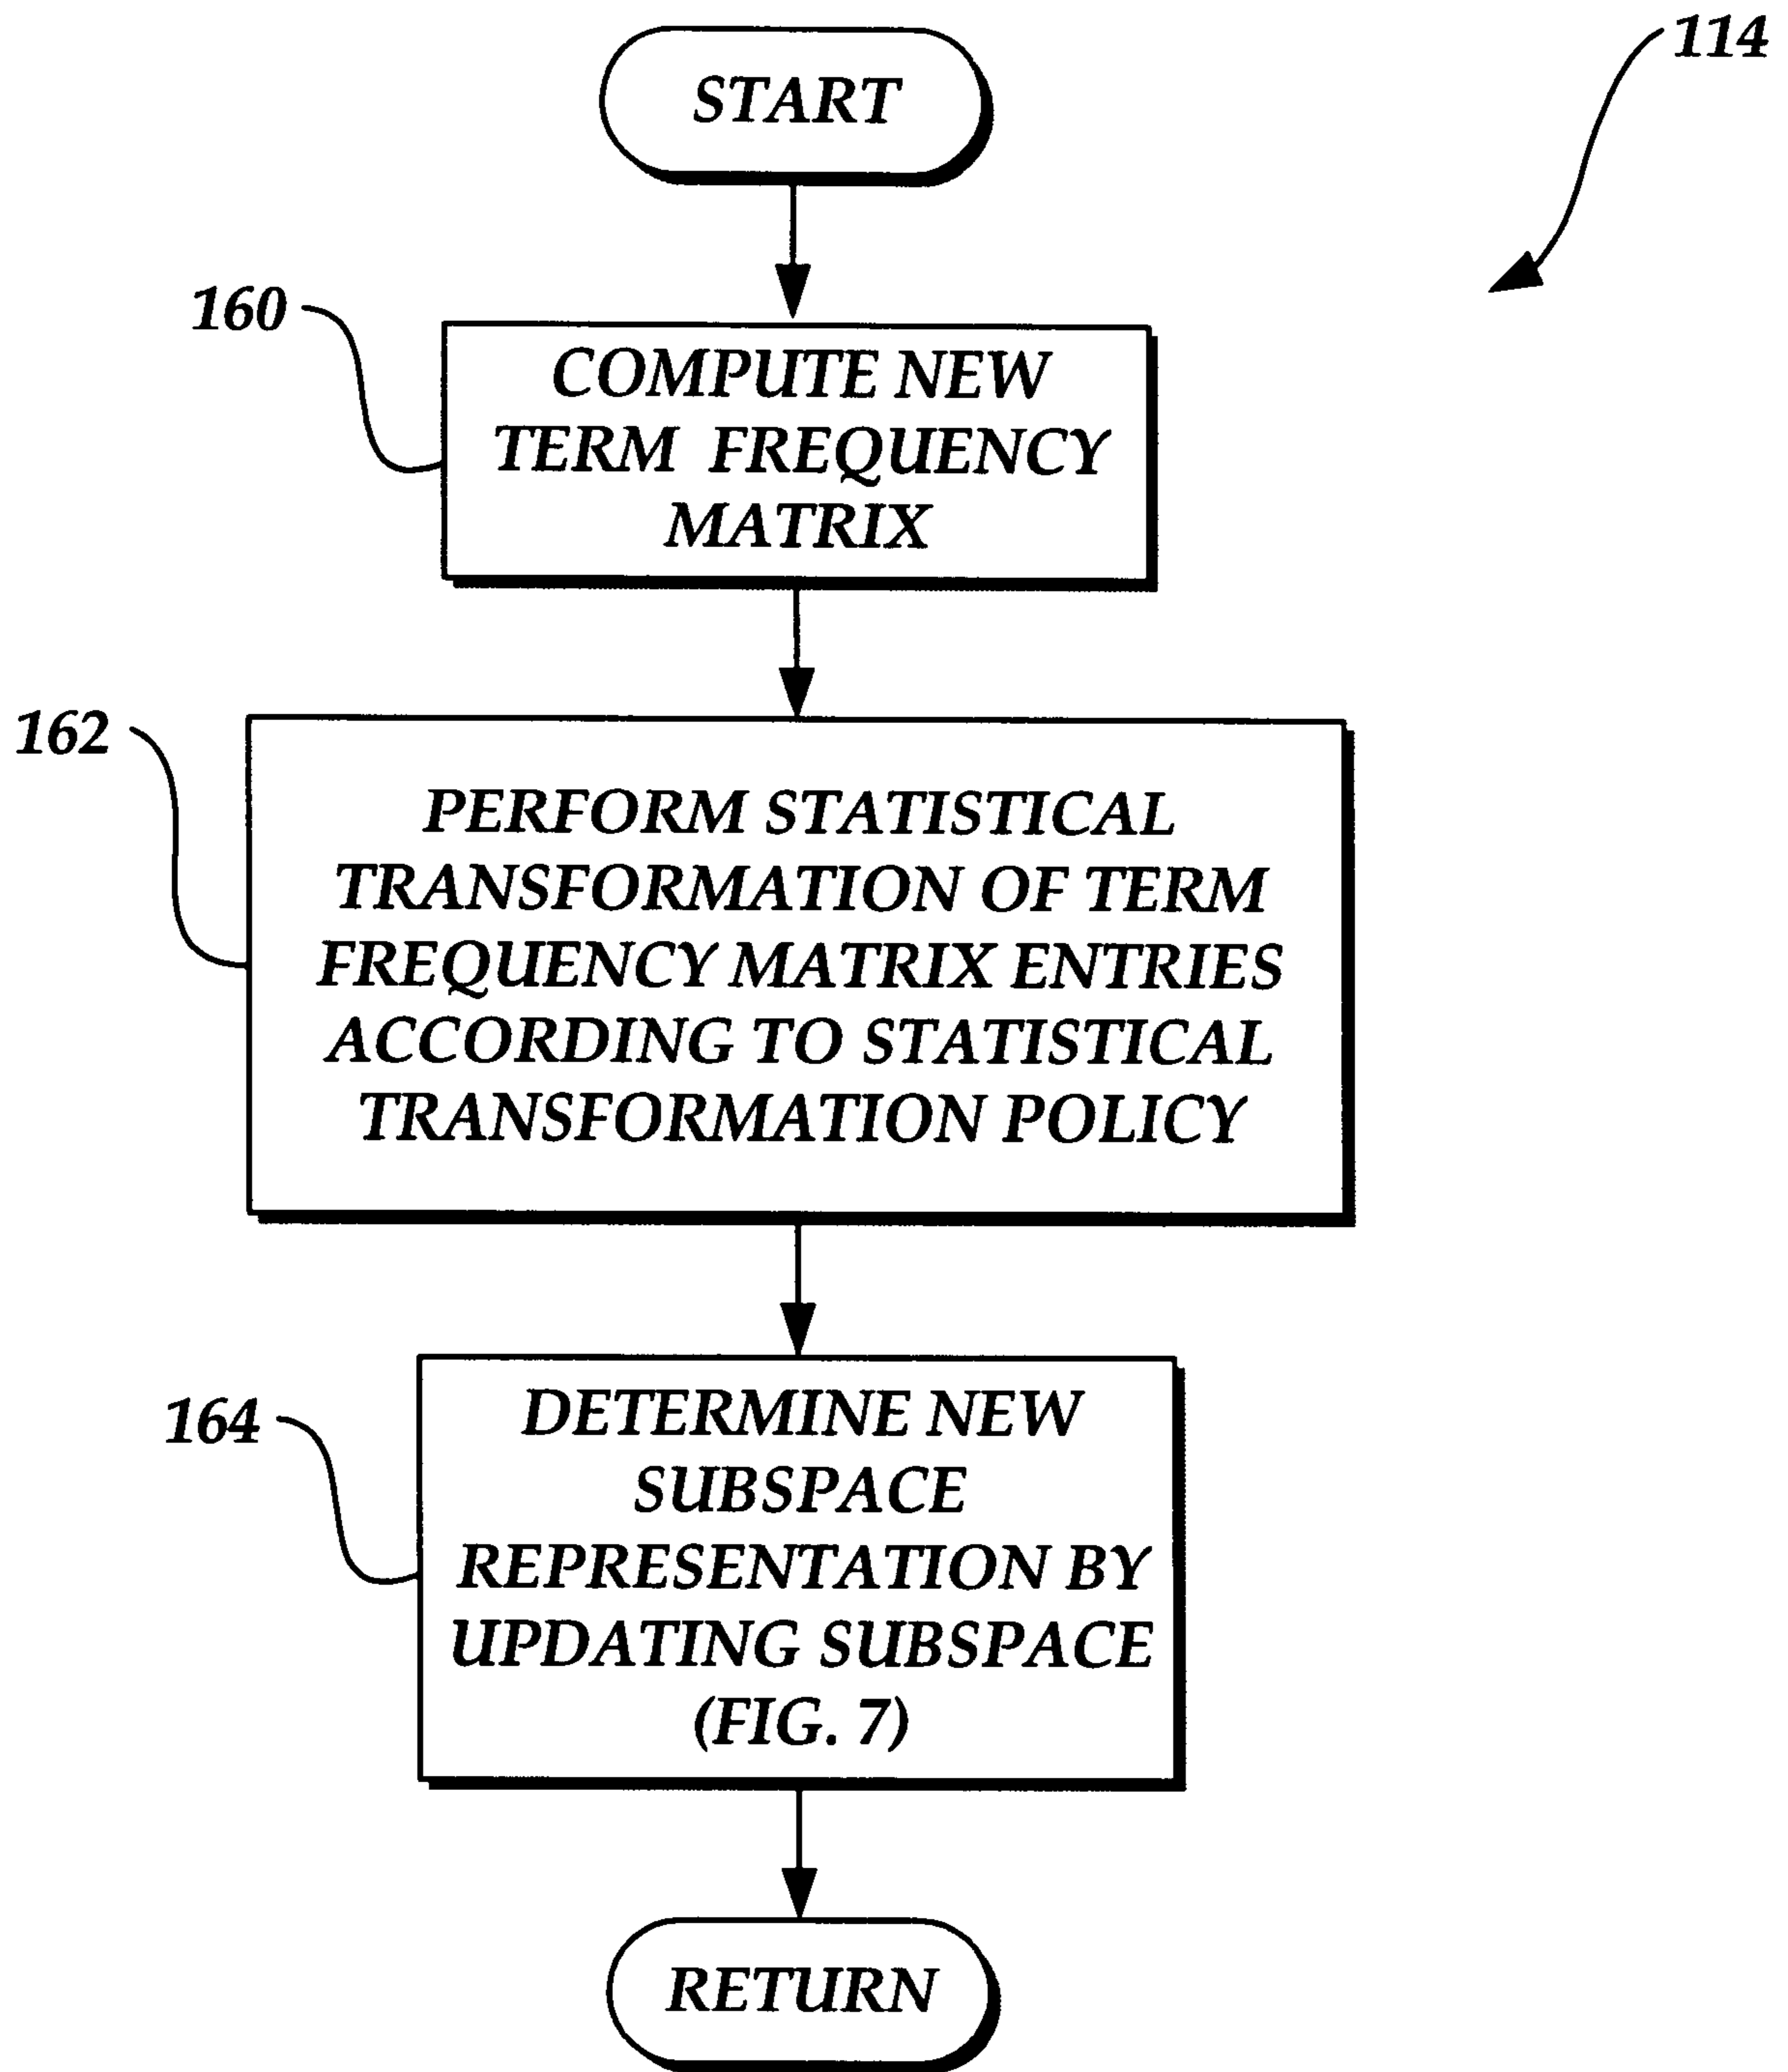 START
114
160
COMPUTE NEW
TERM FREQUENCY
MATRIX
162
PERFORM STATISTICAL
TRANSFORMATION OF TERM
FREQUENCY MATRIX ENTRIES
ACCORDING TO STATISTICAL
TRANSFORMATION POLICY
164
DETERMINE NEW
SUBSPACE
REPRESENTATION BY
UPDATING SUBSPACE
(FIG. 7)
RETURN